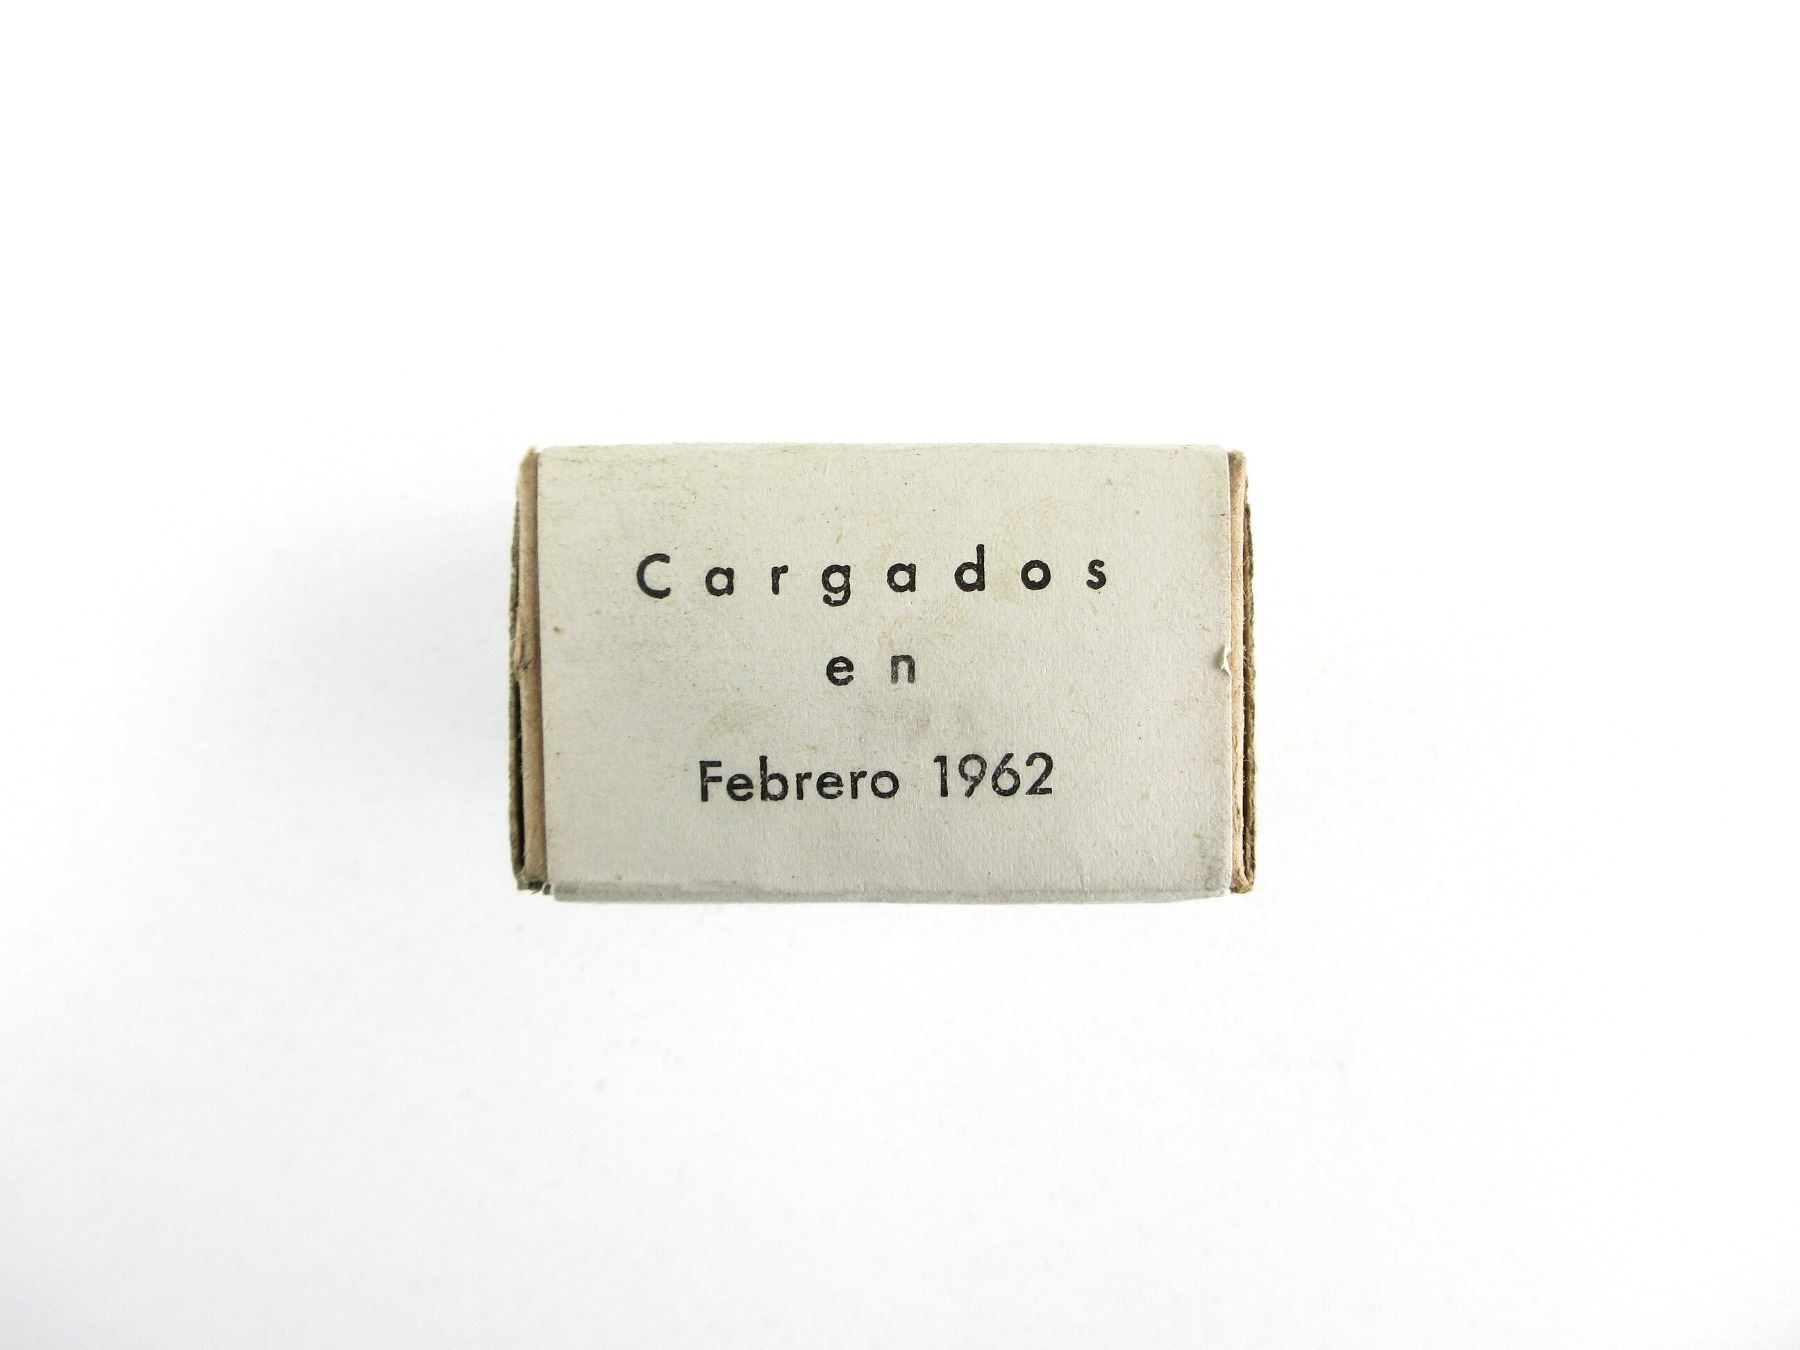 Cargados
en
Febrero 1962